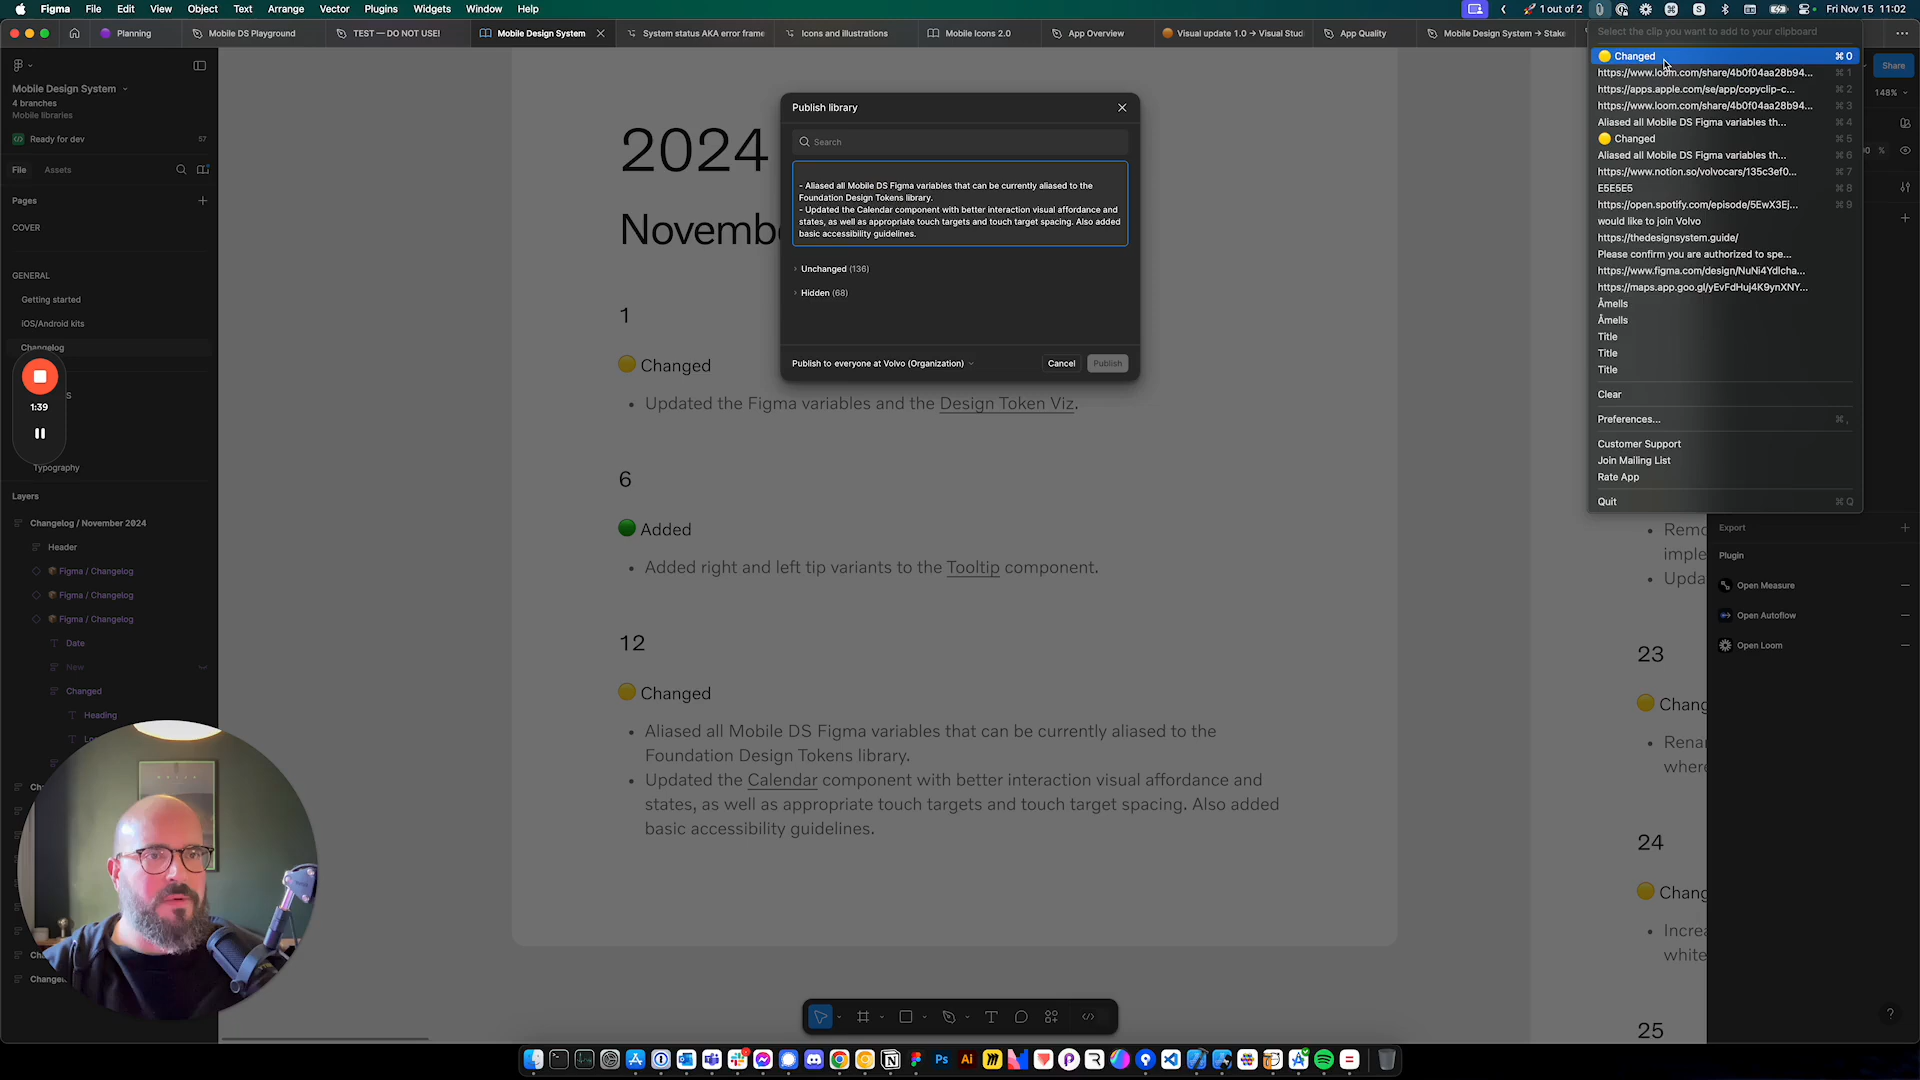 Figma File Edit View Object Text Arrange Vector Plugins Widgets Window Help
1 out of 2
Fri Nov 15 11:02
Planning
Mobile DS Playground
TEST — DO NOT USE!
Mobile Design System
System status AKA error frame
Icons and illustrations
Mobile Icons 2.0
App Overview
Visual update 1.0 → Visual Stud
App Quality
Mobile Design System → Stake
Mobile Design System
4 branches
Mobile libraries
Ready for dev
57
File
Assets
Pages
COVER
GENERAL
Getting started
iOS/Android kits
Changelog
1:39
Typography
Layers
Changelog / November 2024
Header
Figma / Changelog
Figma / Changelog
Figma / Changelog
Date
New
Changed
Heading
2024
Novembe
1
Changed
• Updated the Figma variables and the Design Token Viz.
6
Added
• Added right and left tip variants to the Tooltip component.
12
Changed
• Aliased all Mobile DS Figma variables that can be currently aliased to the
Foundation Design Tokens library.
• Updated the Calendar component with better interaction visual affordance and
states, as well as appropriate touch targets and touch target spacing. Also added
basic accessibility guidelines.
Publish library
Search
- Aliased all Mobile DS Figma variables that can be currently aliased to the
Foundation Design Tokens library.
- Updated the Calendar component with better interaction visual affordance and
states, as well as appropriate touch targets and touch target spacing. Also added
basic accessibility guidelines.
Unchanged (136)
Hidden (68)
Publish to everyone at Volvo (Organization)
Cancel
Publish
Select the clip you want to add to your clipboard
Changed ⌘ 0
https://www.loom.com/share/4b0f04aa28b94... ⌘ 1
https://apps.apple.com/se/app/copyclip-c... ⌘ 2
https://www.loom.com/share/4b0f04aa28b94... ⌘ 3
Aliased all Mobile DS Figma variables th... ⌘ 4
Changed ⌘ 5
Aliased all Mobile DS Figma variables th... ⌘ 6
https://www.notion.so/volvocars/135c3ef0... ⌘ 7
E5E5E5 ⌘ 8
https://open.spotify.com/episode/5EwX3Ej... ⌘ 9
would like to join Volvo
https://thedesignsystem.guide/
Please confirm you are authorized to spe...
https://www.figma.com/design/NuNi4Ydlcha...
https://maps.app.goo.gl/yEvFdHuj4K9ynXNY...
Åmells
Åmells
Title
Title
Title
Clear
Preferences... ⌘ ,
Customer Support
Join Mailing List
Rate App
Quit ⌘ Q
Share
148%
%
• Remo
imple
• Upda
23
Chang
• Renar
where
24
Chang
• Increa
white
25
Export
Plugin
Open Measure
Open Autoflow
Open Loom
?
Ps
Ai